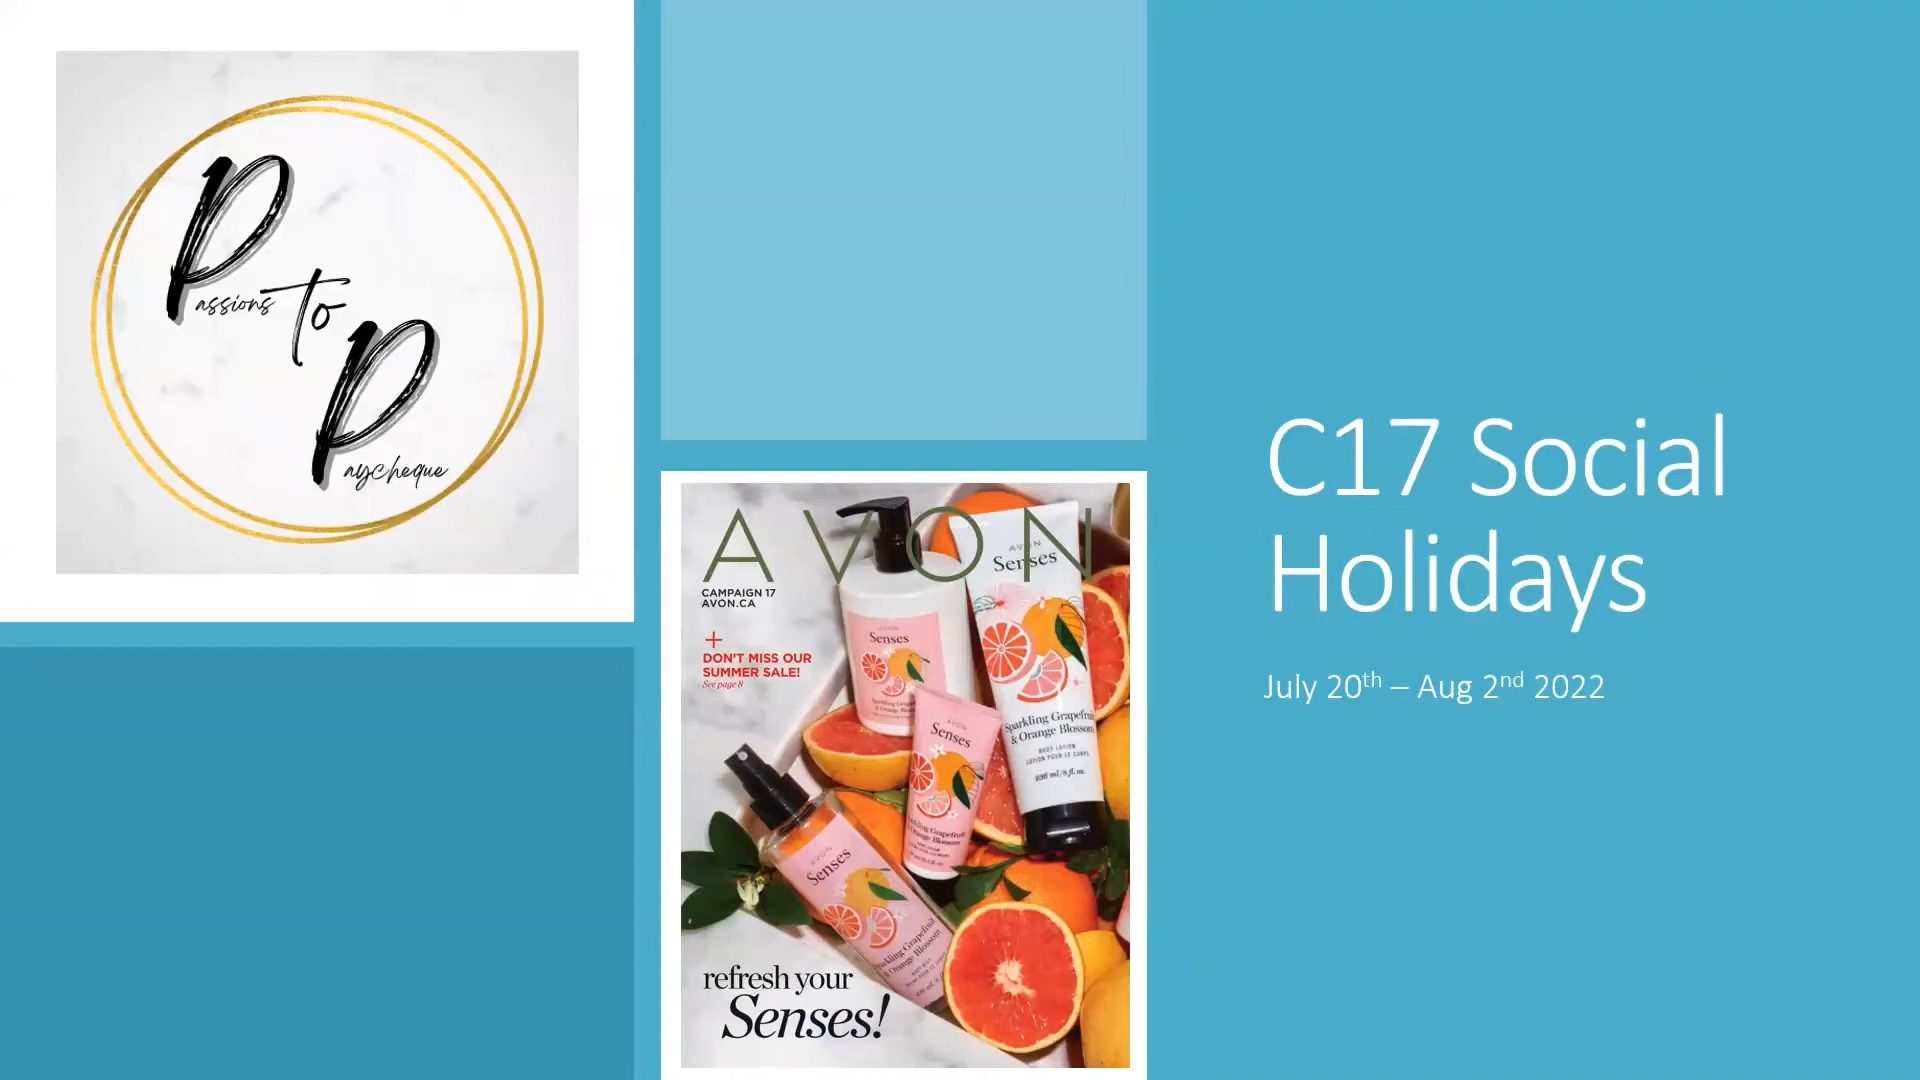 Passions to
Paycheque
AVON
CAMPAIGN 17
AVON.CA
+
DON'T MISS OUR
SUMMER SALE!
See page 8
AVON
Senses
Sparkling Grapefruit
& Orange Blossom
BODY LOTION
LOTION POUR LE CORPS
236 ml/8 fl. oz.
AVON
Senses
AVON
Senses
AVON
Senses
refresh your
Senses!
C17 Social
Holidays
July 20th – Aug 2nd 2022